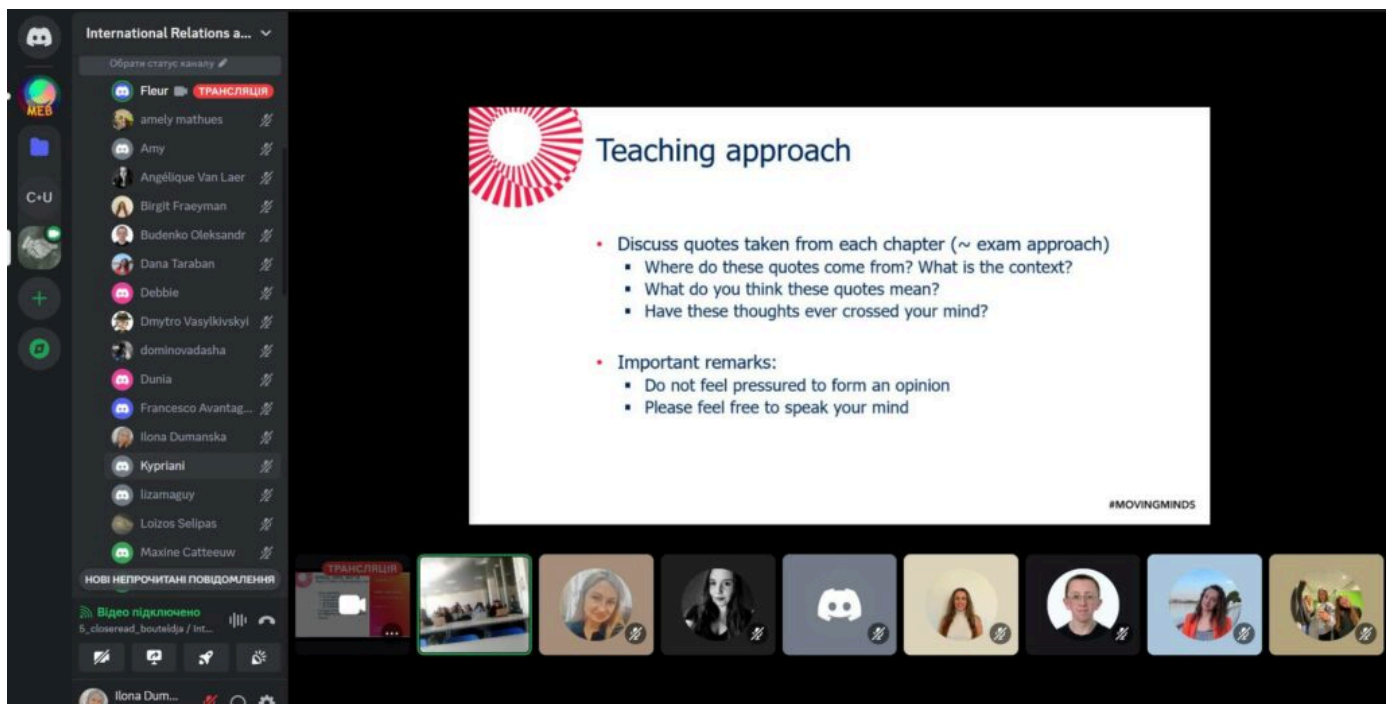 International Relations a...
Обрати статус каналу
Fleur ТРАНСЛЯЦІЯ
amely mathues
Amy
Angélique Van Laer
Birgit Fraeyman
Budenko Oleksandr
Dana Taraban
Debbie
Dmytro Vasylkivskyi
dominovadasha
Dunia
Francesco Avantag...
Ilona Dumanska
Kypriani
lizamaguy
Loizos Selipas
Maxine Catteeuw
НОВІ НЕПРОЧИТАНІ ПОВІДОМЛЕННЯ
Відео підключено
5_closeread_bouteldja / Int...
Ilona Dum...
MEB
C+U
Teaching approach
• Discuss quotes taken from each chapter (~ exam approach)
▪ Where do these quotes come from? What is the context?
▪ What do you think these quotes mean?
▪ Have these thoughts ever crossed your mind?
• Important remarks:
▪ Do not feel pressured to form an opinion
▪ Please feel free to speak your mind
#MOVINGMINDS
ТРАНСЛЯЦІЯ